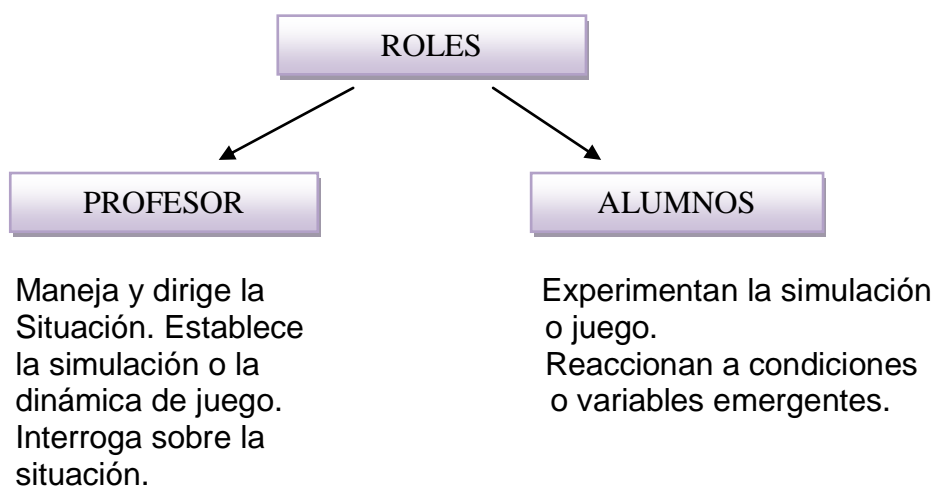 ROLES
PROFESOR
ALUMNOS
Maneja y dirige la
Situación. Establece
la simulación o la
dinámica de juego.
Interroga sobre la
situación.
Experimentan la simulación
o juego.
Reaccionan a condiciones
o variables emergentes.